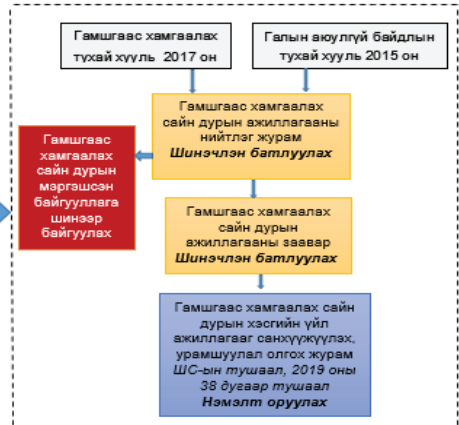 Гамшгаас хамгаалах
тухай хууль 2017 он
Галын аюулгүй байдлын
тухай хууль 2015 он
Гамшгаас хамгаалах
сайн дурын ажиллагааны
нийтлэг журам
Шинэчлэн батлуулах
Гамшгаас
хамгаалах
сайн дурын
мэргэшсэн
байгууллага
шинээр
байгуулах
Гамшгаас хамгаалах
сайн дурын
ажиллагааны заавар
Шинэчлэн батлуулах
Гамшгаас хамгаалах сайн
дурын хэсгийн үйл
ажиллагааг санхүүжүүлэх,
урамшуулал олгох журам
ШС-ын тушаал, 2019 оны
38 дугаар тушаал
Нэмэлт оруулах